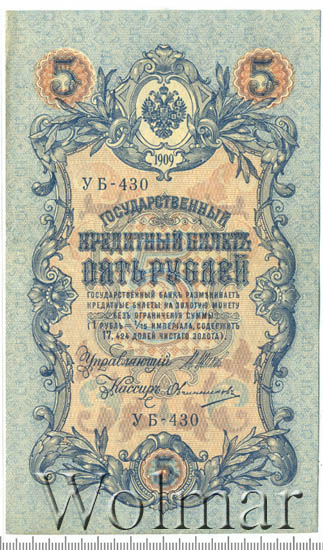 5 5
1909
УБ-430
ГОСУДАРСТВЕННЫЙ
КРЕДИТНЫЙ БИЛЕТЪ
ПЯТЬ РУБЛЕЙ
ГОСУДАРСТВЕННЫЙ БАНКЪ РАЗМѢНИВАЕТЪ
КРЕДИТНЫЕ БИЛЕТЫ НА ЗОЛОТУЮ МОНЕТУ
БЕЗЪ ОГРАНИЧЕНІЯ СУММЫ
(1 РУБЛЬ = 1/15 ИМПЕРІАЛА, СОДЕРЖИТЪ
17,424 ДОЛЕЙ ЧИСТАГО ЗОЛОТА).
Управляющій
Кассиръ Овчинниковъ
УБ-430
5
Wolmar